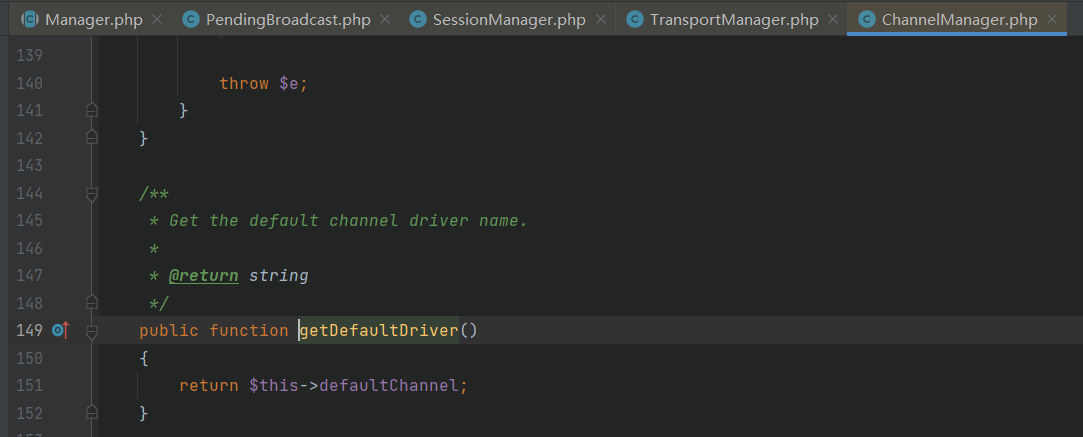 Manager.php PendingBroadcast.php SessionManager.php TransportManager.php ChannelManager.php
139
140 throw $e;
141 }
142 }
143
144 /**
145 * Get the default channel driver name.
146 *
147 * @return string
148 */
149 public function getDefaultDriver()
150 {
151 return $this->defaultChannel;
152 }